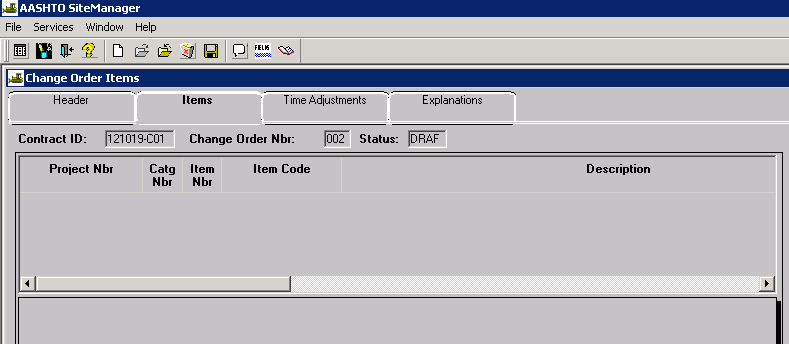 AASHTO SiteManager
File Services Window Help
FELIX
Change Order Items
Header Items Time Adjustments Explanations
Contract ID: 121019-C01 Change Order Nbr: 002 Status: DRAF
Project Nbr Catg Nbr Item Nbr Item Code Description